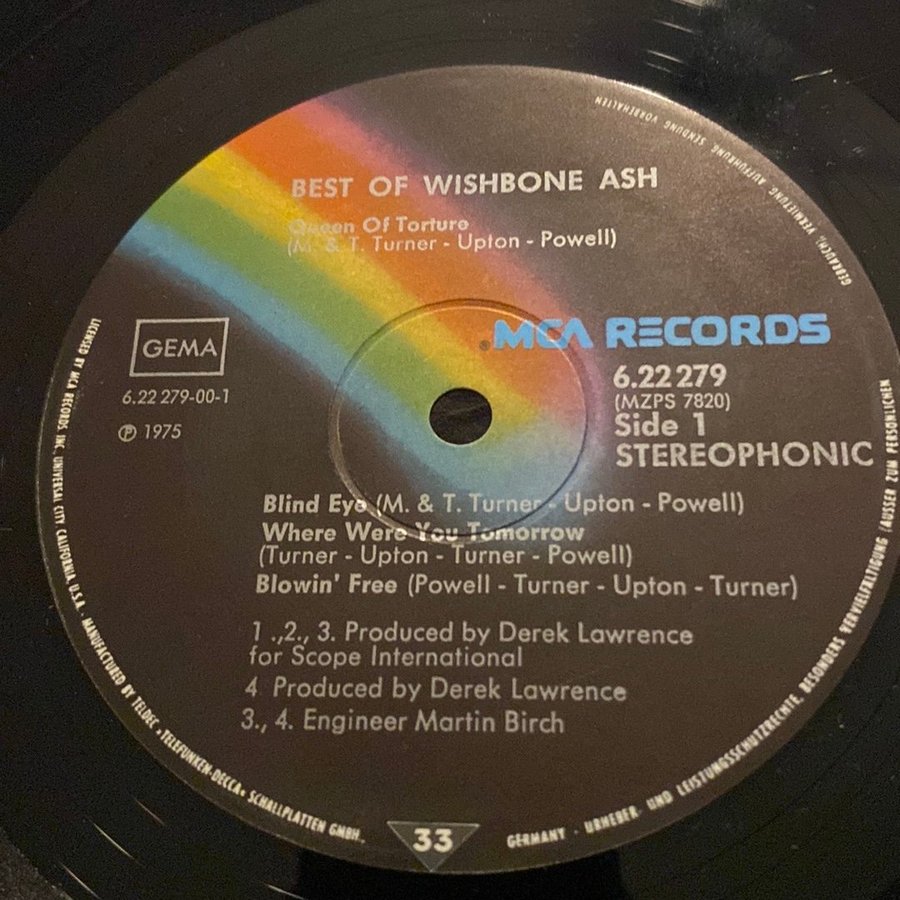 BEST OF WISHBONE ASH
Queen Of Torture
(M. & T. Turner - Upton - Powell)
®MCA RECORDS
GEMA
6.22 279-00-1
℗ 1975
6.22 279
(MZPS 7820)
Side 1
STEREOPHONIC
Blind Eye (M. & T. Turner - Upton - Powell)
Where Were You Tomorrow
(Turner - Upton - Turner - Powell)
Blowin' Free (Powell - Turner - Upton - Turner)
1.,2., 3. Produced by Derek Lawrence
for Scope International
4 Produced by Derek Lawrence
3., 4. Engineer Martin Birch
33
LICENSED BY MCA RECORDS, INC. UNIVERSAL CITY CALIFORNIA, U.S.A. · MANUFACTURED BY TELDEC · »TELEFUNKEN-DECCA« SCHALLPLATTEN GMBH.,
GERMANY · URHEBER- UND LEISTUNGSSCHUTZRECHTE, BESONDERS VERVIELFÄLTIGUNG (AUSSER ZUM PERSÖNLICHEN
GEBRAUCH), VERMIETUNG AUFFÜHRUNG, SENDUNG VORBEHALTEN